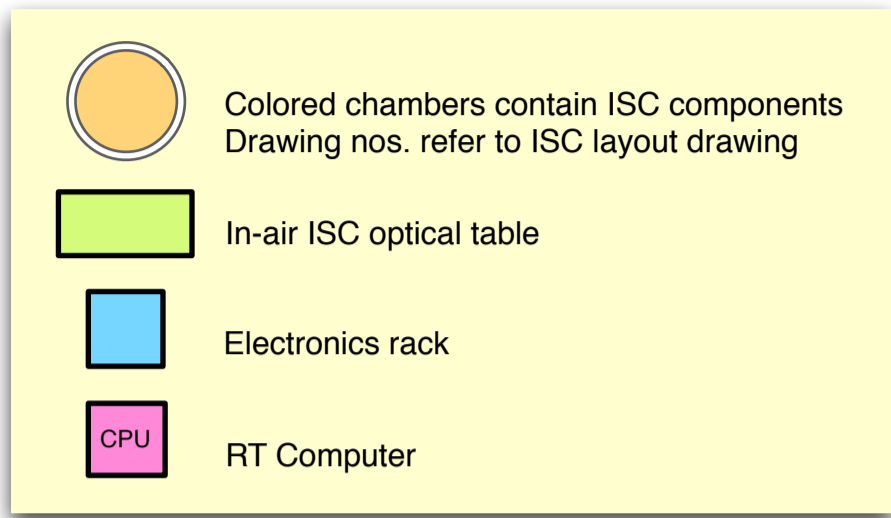 Colored chambers contain ISC components
Drawing nos. refer to ISC layout drawing
In-air ISC optical table
Electronics rack
CPU
RT Computer